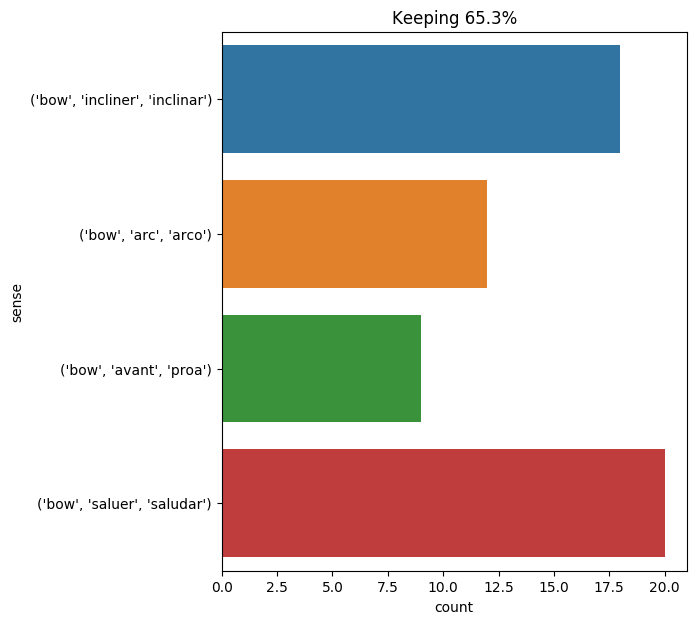 Keeping 65.3%
('bow', 'incliner', 'inclinar')
('bow', 'arc', 'arco')
('bow', 'avant', 'proa')
('bow', 'saluer', 'saludar')
sense
0.0 2.5 5.0 7.5 10.0 12.5 15.0 17.5 20.0
count